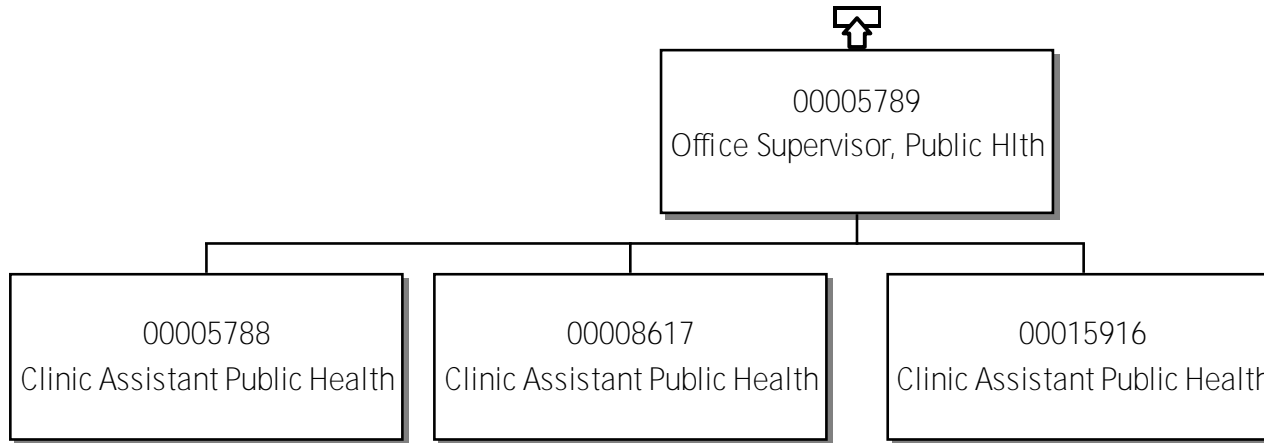 00005789
Office Supervisor, Public Hlth
00005788
Clinic Assistant Public Health
00008617
Clinic Assistant Public Health
00015916
Clinic Assistant Public Health